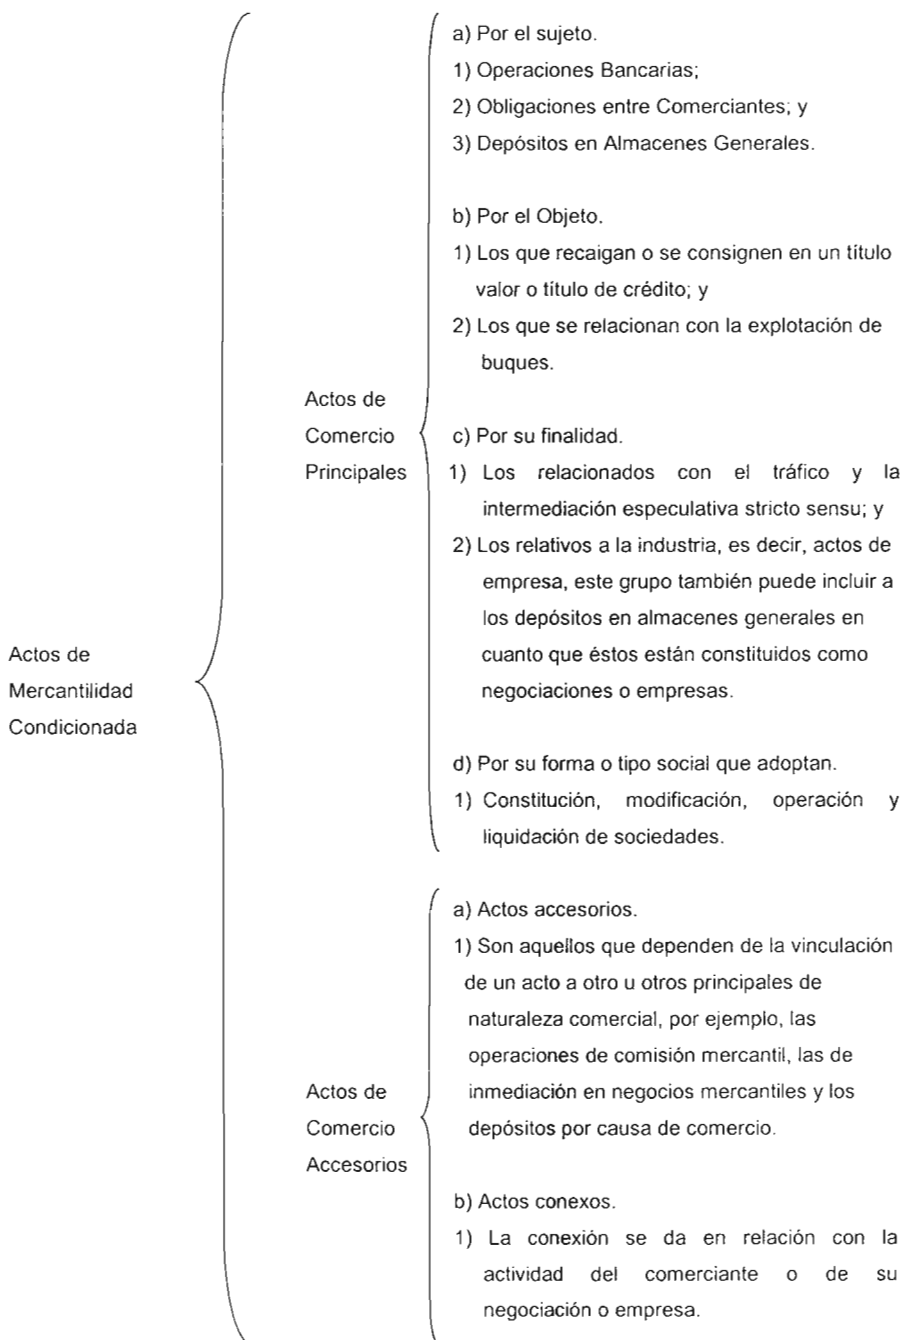 Actos de
Mercantilidad
Condicionada
Actos de
Comercio
Principales
a) Por el sujeto.
1) Operaciones Bancarias;
2) Obligaciones entre Comerciantes; y
3) Depósitos en Almacenes Generales.
b) Por el Objeto.
1) Los que recaigan o se consignen en un título
valor o título de crédito; y
2) Los que se relacionan con la explotación de
buques.
c) Por su finalidad.
1) Los relacionados con el tráfico y la
intermediación especulativa stricto sensu; y
2) Los relativos a la industria, es decir, actos de
empresa, este grupo también puede incluir a
los depósitos en almacenes generales en
cuanto que éstos están constituidos como
negociaciones o empresas.
d) Por su forma o tipo social que adoptan.
1) Constitución, modificación, operación y
liquidación de sociedades.
Actos de
Comercio
Accesorios
a) Actos accesorios.
1) Son aquellos que dependen de la vinculación
de un acto a otro u otros principales de
naturaleza comercial, por ejemplo, las
operaciones de comisión mercantil, las de
inmediación en negocios mercantiles y los
depósitos por causa de comercio.
b) Actos conexos.
1) La conexión se da en relación con la
actividad del comerciante o de su
negociación o empresa.